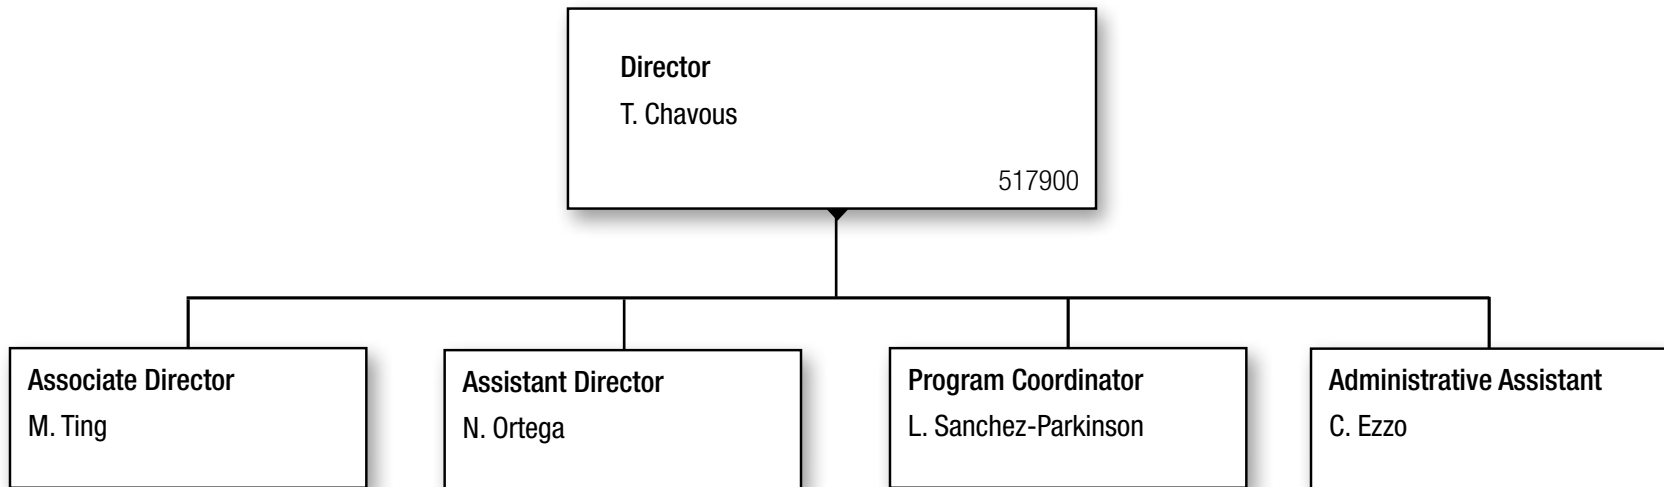 Director
T. Chavous
517900
Associate Director
M. Ting
Assistant Director
N. Ortega
Program Coordinator
L. Sanchez-Parkinson
Administrative Assistant
C. Ezzo